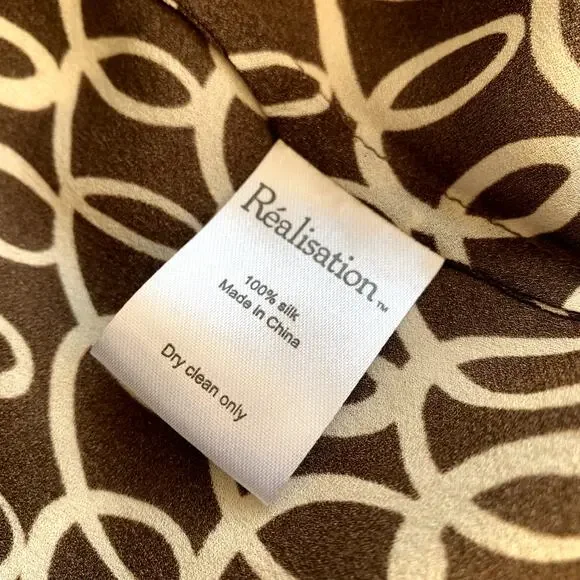 Réalisation™
100% silk
Made in China
Dry clean only